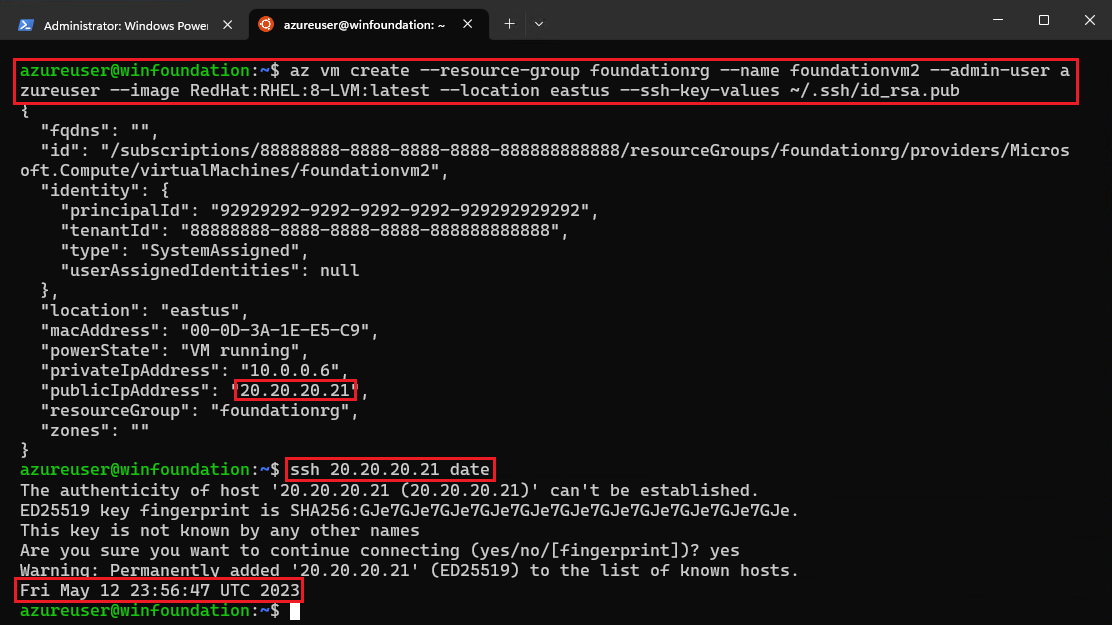 Administrator: Windows Power
azureuser@winfoundation: ~
azureuser@winfoundation:~$ az vm create --resource-group foundationrg --name foundationvm2 --admin-user a
zureuser --image RedHat:RHEL:8-LVM:latest --location eastus --ssh-key-values ~/.ssh/id_rsa.pub
{
  "fqdns": "",
  "id": "/subscriptions/88888888-8888-8888-8888-888888888888/resourceGroups/foundationrg/providers/Micros
oft.Compute/virtualMachines/foundationvm2",
  "identity": {
    "principalId": "92929292-9292-9292-9292-929292929292",
    "tenantId": "88888888-8888-8888-8888-888888888888",
    "type": "SystemAssigned",
    "userAssignedIdentities": null
  },
  "location": "eastus",
  "macAddress": "00-0D-3A-1E-E5-C9",
  "powerState": "VM running",
  "privateIpAddress": "10.0.0.6",
  "publicIpAddress": "20.20.20.21",
  "resourceGroup": "foundationrg",
  "zones": ""
}
azureuser@winfoundation:~$ ssh 20.20.20.21 date
The authenticity of host '20.20.20.21 (20.20.20.21)' can't be established.
ED25519 key fingerprint is SHA256:GJe7GJe7GJe7GJe7GJe7GJe7GJe7GJe7GJe7GJe7GJe.
This key is not known by any other names
Are you sure you want to continue connecting (yes/no/[fingerprint])? yes
Warning: Permanently added '20.20.20.21' (ED25519) to the list of known hosts.
Fri May 12 23:56:47 UTC 2023
azureuser@winfoundation:~$